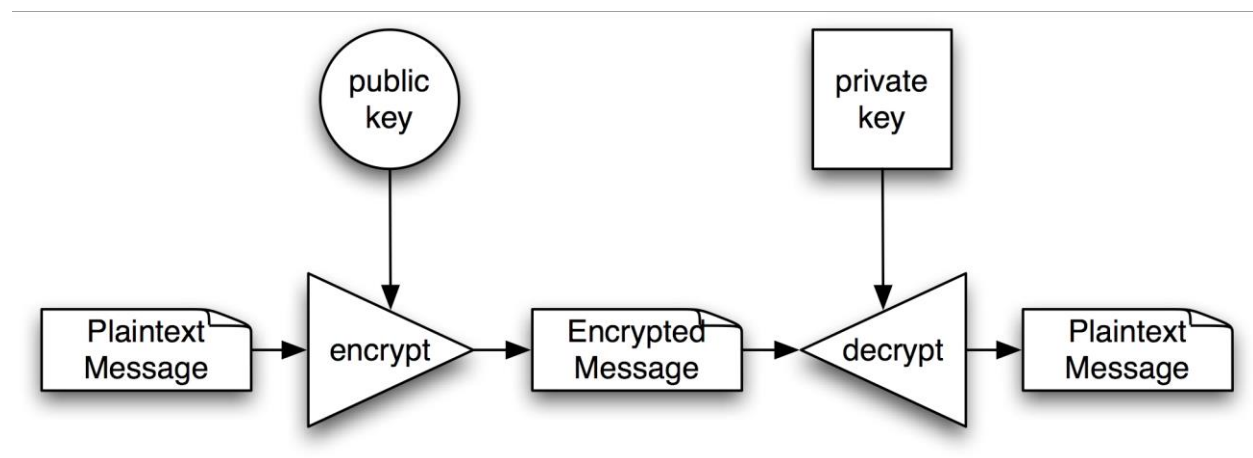 public
key
private
key
Plaintext
Message
encrypt
Encrypted
Message
decrypt
Plaintext
Message